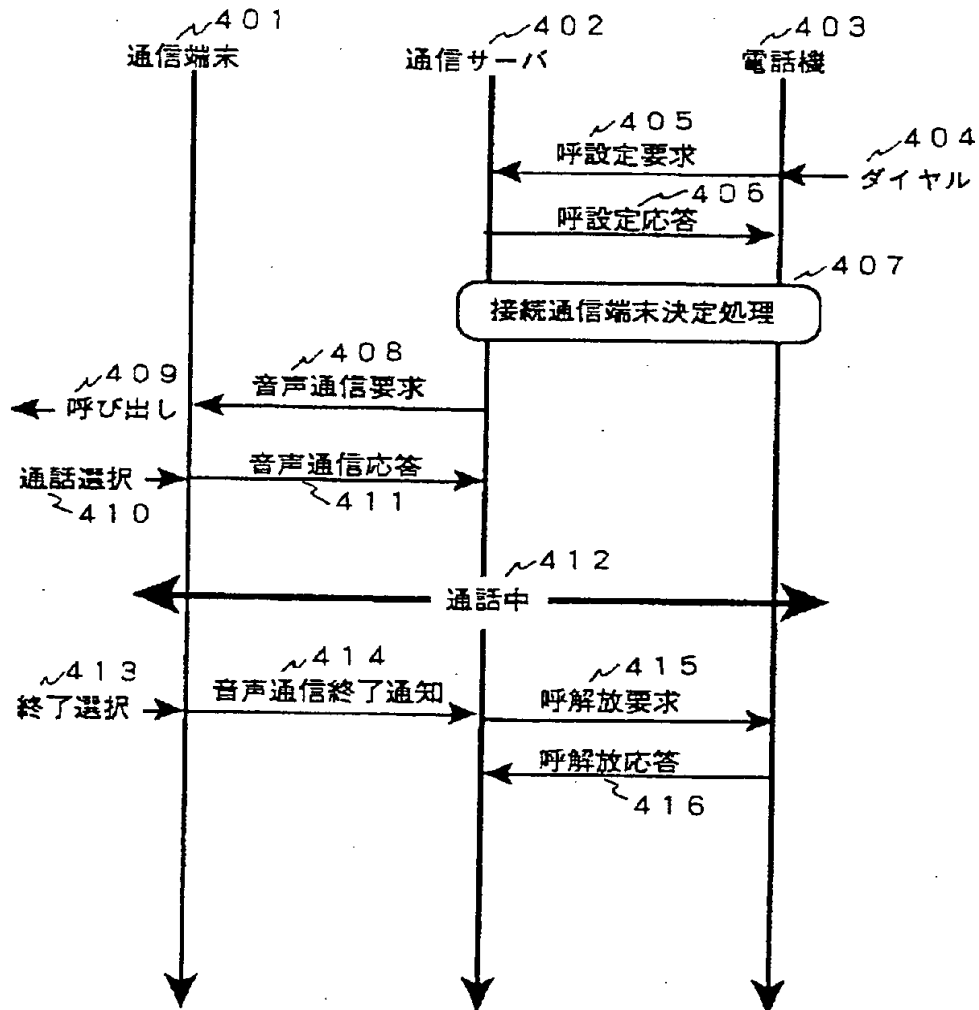 401
通信端末
402
通信サーバ
403
電話機
405
呼設定要求
404
ダイヤル
406
呼設定応答
407
接続通信端末決定処理
408
音声通信要求
409
呼び出し
通話選択
410
音声通信応答
411
412
通話中
413
終了選択
414
音声通信終了通知
415
呼解放要求
呼解放応答
416